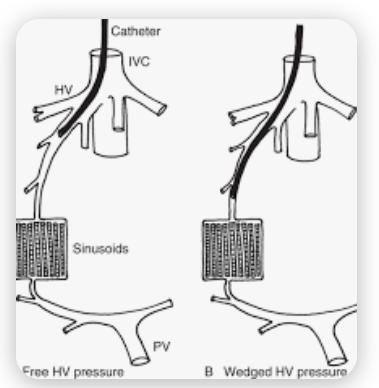 Catheter
IVC
HV
Sinusoids
PV
Free HV pressure
B Wedged HV pressure